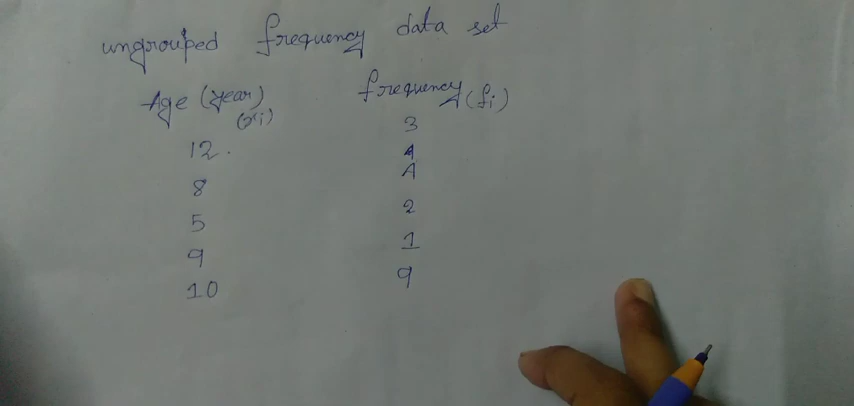 ungrouped frequency data set
Age (year) frequency (fi)
(xi) 3
12. 4
8 4
5 2
9 1
10 9